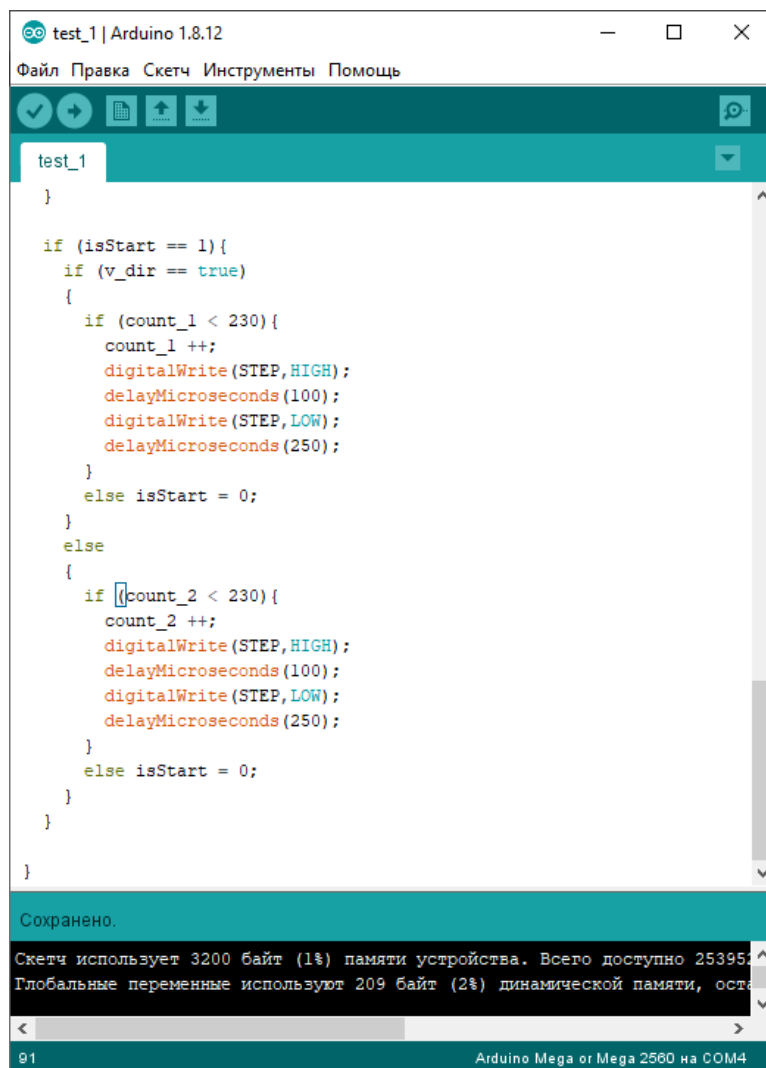 test_1 | Arduino 1.8.12
Файл Правка Скетч Инструменты Помощь
test_1
}
if (isStart == 1){
if (v_dir == true)
{
if (count_1 < 230){
count_1 ++;
digitalWrite(STEP,HIGH);
delayMicroseconds(100);
digitalWrite(STEP,LOW);
delayMicroseconds(250);
}
else isStart = 0;
}
else
{
if (count_2 < 230){
count_2 ++;
digitalWrite(STEP,HIGH);
delayMicroseconds(100);
digitalWrite(STEP,LOW);
delayMicroseconds(250);
}
else isStart = 0;
}
}
}
Сохранено.
Скетч использует 3200 байт (1%) памяти устройства. Всего доступно 253952
Глобальные переменные используют 209 байт (2%) динамической памяти, оста
91 Arduino Mega or Mega 2560 на COM4